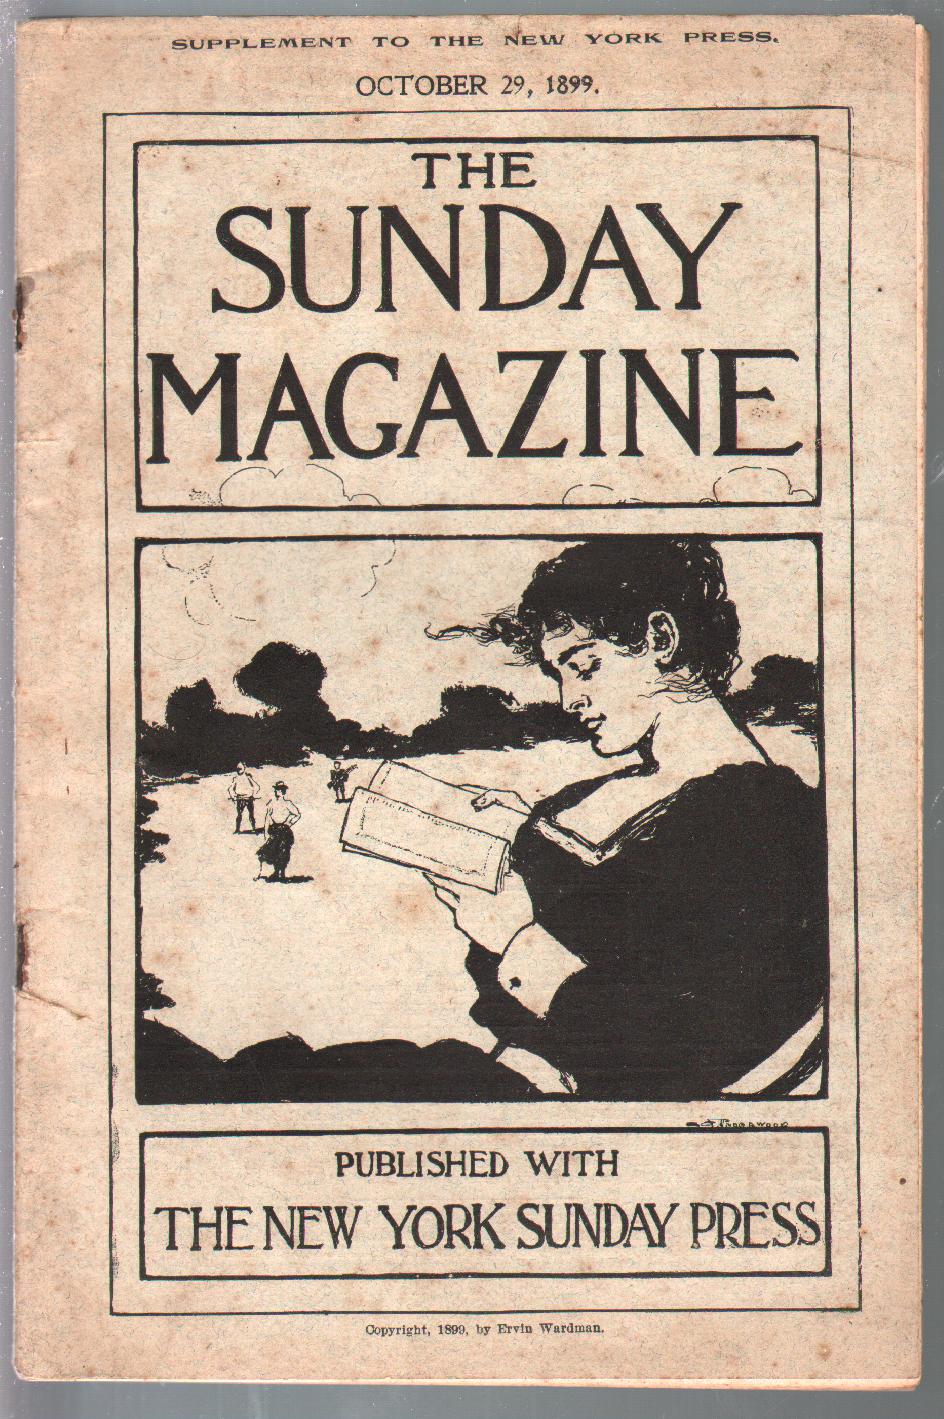 SUPPLEMENT TO THE NEW YORK PRESS.
OCTOBER 29, 1899.
THE
SUNDAY
MAGAZINE
PUBLISHED WITH
THE NEW YORK SUNDAY PRESS
Copyright, 1899, by Ervin Wardman.